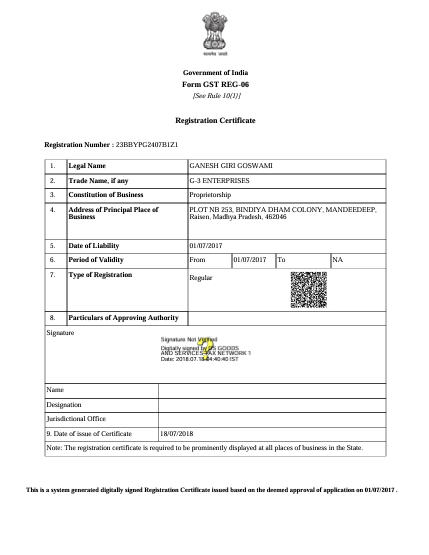 सत्यमेव जयते
Government of India
Form GST REG-06
[See Rule 10(1)]
Registration Certificate
Registration Number : 23BBYPG2407B1Z1
1. Legal Name GANESH GIRI GOSWAMI
2. Trade Name, if any G-3 ENTERPRISES
3. Constitution of Business Proprietorship
4. Address of Principal Place of Business PLOT NB 253, BINDIYA DHAM COLONY, MANDEEDEEP, Raisen, Madhya Pradesh, 462046
5. Date of Liability 01/07/2017
6. Period of Validity From 01/07/2017 To NA
7. Type of Registration Regular
8. Particulars of Approving Authority
Signature
Signature Not Verified
Digitally signed by DS GOODS
AND SERVICES TAX NETWORK 1
Date: 2018.07.18 04:40:40 IST
Name
Designation
Jurisdictional Office
9. Date of issue of Certificate 18/07/2018
Note: The registration certificate is required to be prominently displayed at all places of business in the State.
This is a system generated digitally signed Registration Certificate issued based on the deemed approval of application on 01/07/2017 .